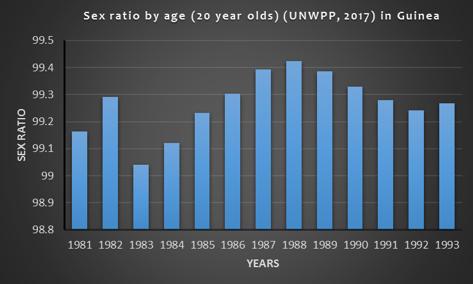 Sex ratio by age (20 year olds) (UNWPP, 2017) in Guinea
99.5
99.4
99.3
99.2
99.1
99
98.9
98.8
SEX RATIO
1981 1982 1983 1984 1985 1986 1987 1988 1989 1990 1991 1992 1993
YEARS